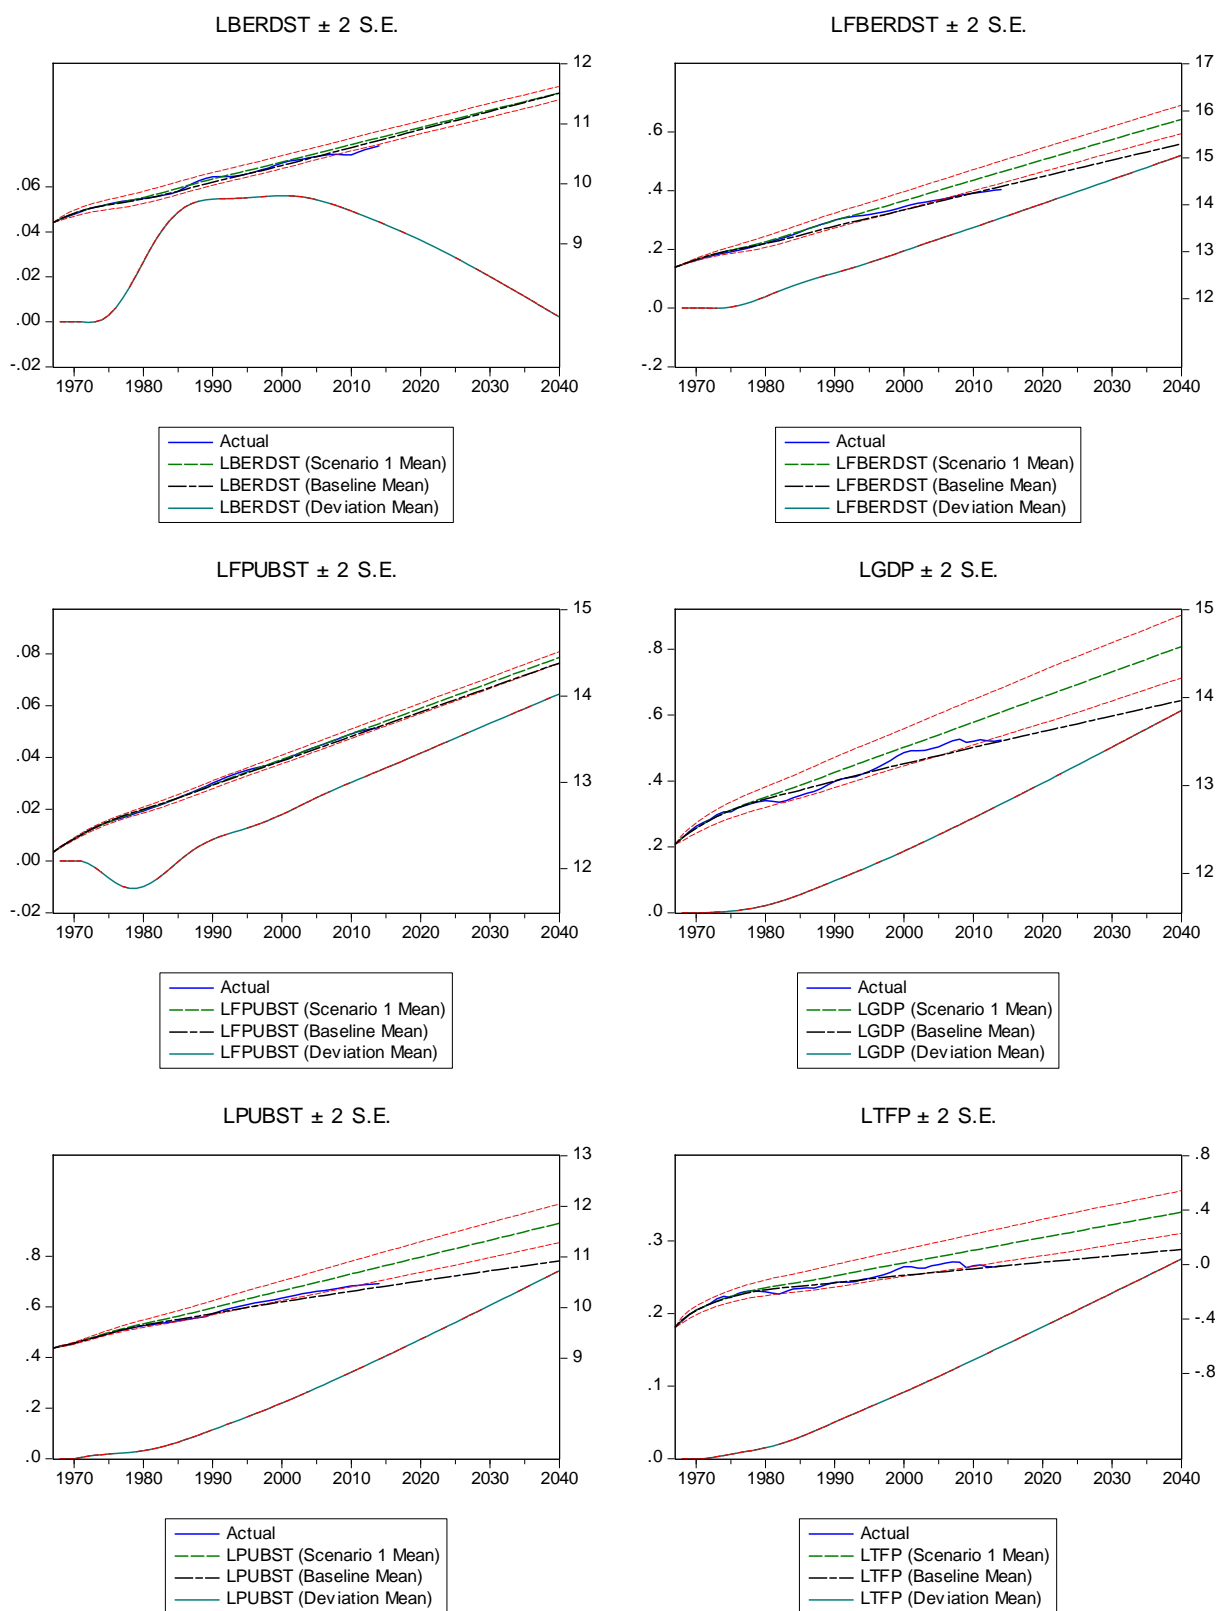 LBERDST ± 2 S.E.
12
11
10
9
.06
.04
.02
.00
-.02
1970 1980 1990 2000 2010 2020 2030 2040
Actual
LBERDST (Scenario 1 Mean)
LBERDST (Baseline Mean)
LBERDST (Deviation Mean)
LFBERDST ± 2 S.E.
17
16
15
14
13
12
.6
.4
.2
.0
-.2
1970 1980 1990 2000 2010 2020 2030 2040
Actual
LFBERDST (Scenario 1 Mean)
LFBERDST (Baseline Mean)
LFBERDST (Deviation Mean)
LFPUBST ± 2 S.E.
15
14
13
12
.08
.06
.04
.02
.00
-.02
1970 1980 1990 2000 2010 2020 2030 2040
Actual
LFPUBST (Scenario 1 Mean)
LFPUBST (Baseline Mean)
LFPUBST (Deviation Mean)
LGDP ± 2 S.E.
15
14
13
12
.8
.6
.4
.2
.0
1970 1980 1990 2000 2010 2020 2030 2040
Actual
LGDP (Scenario 1 Mean)
LGDP (Baseline Mean)
LGDP (Deviation Mean)
LPUBST ± 2 S.E.
13
12
11
10
9
.8
.6
.4
.2
.0
1970 1980 1990 2000 2010 2020 2030 2040
Actual
LPUBST (Scenario 1 Mean)
LPUBST (Baseline Mean)
LPUBST (Deviation Mean)
LTFP ± 2 S.E.
.8
.4
.0
-.4
-.8
.3
.2
.1
.0
1970 1980 1990 2000 2010 2020 2030 2040
Actual
LTFP (Scenario 1 Mean)
LTFP (Baseline Mean)
LTFP (Deviation Mean)